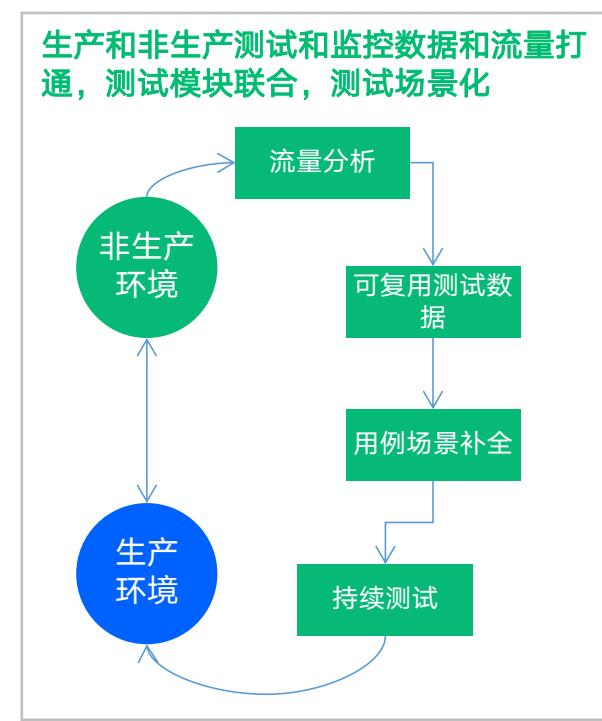 生产和非生产测试和监控数据和流量打
通，测试模块联合，测试场景化
流量分析
非生产
环境
可复用测试数
据
用例场景补全
生产
环境
持续测试